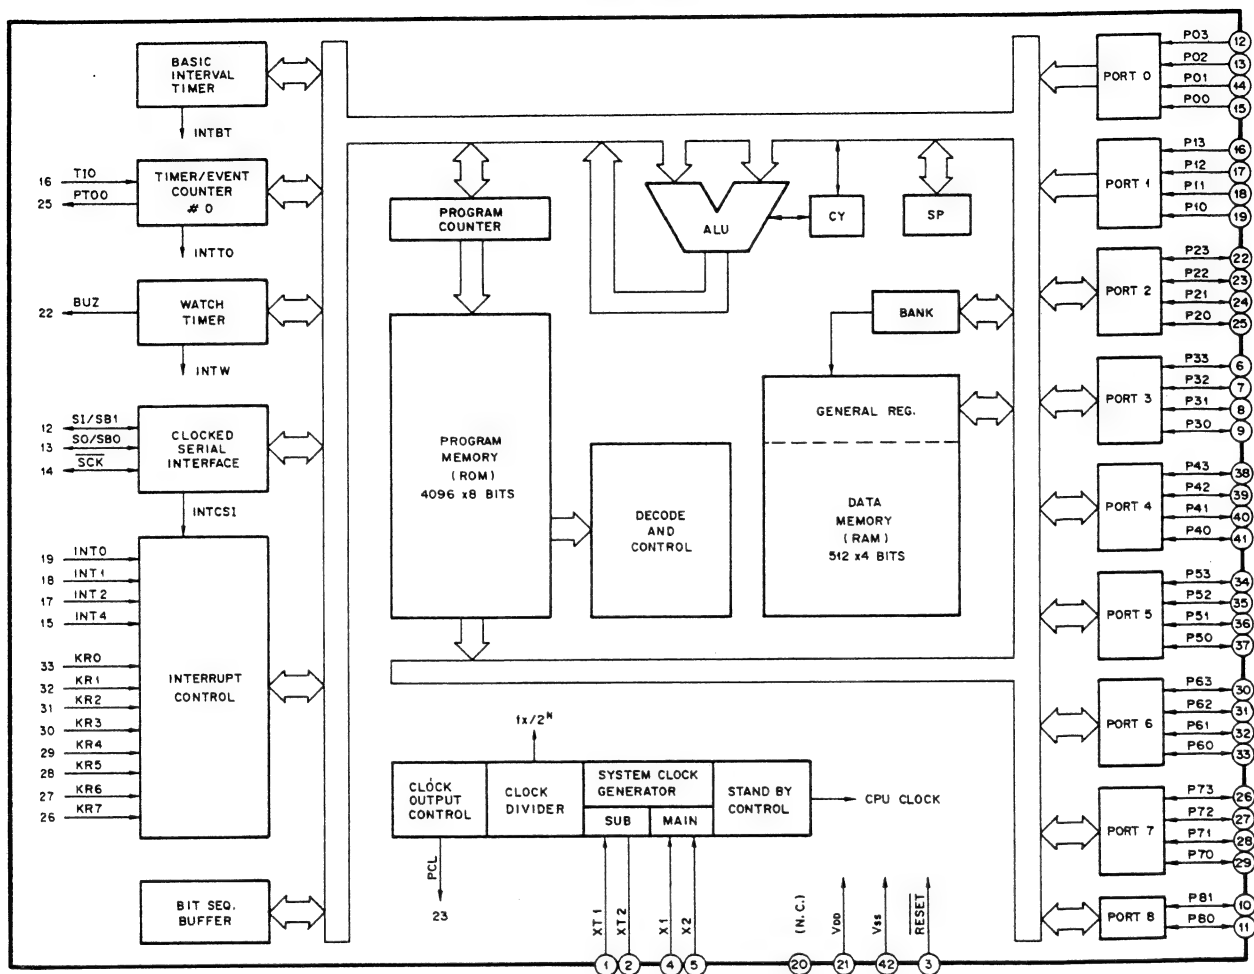 BASIC
INTERVAL
TIMER
INTBT
16 TI0
25 PTO0
TIMER/EVENT
COUNTER
#0
INTTO
22 BUZ
WATCH
TIMER
INTW
12 SI/SB1
13 SO/SB0
14 SCK
CLOCKED
SERIAL
INTERFACE
INTCSI
19 INT0
18 INT1
17 INT2
15 INT4
33 KR0
32 KR1
31 KR2
30 KR3
29 KR4
28 KR5
27 KR6
26 KR7
INTERRUPT
CONTROL
BIT SEQ.
BUFFER
PROGRAM
COUNTER
ALU
CY
SP
BANK
PROGRAM
MEMORY
(ROM)
4096 x8 BITS
DECODE
AND
CONTROL
GENERAL REG.
DATA
MEMORY
(RAM)
512 x4 BITS
fx/2N
CLOCK
OUTPUT
CONTROL
CLOCK
DIVIDER
SYSTEM CLOCK
GENERATOR
SUB
MAIN
STAND BY
CONTROL
CPU CLOCK
PCL
23
XT1
XT2
X1
X2
(N.C.)
VDD
VSS
RESET
1 2 4 5 20 21 42 3
PORT 0
P03 12
P02 13
P01 14
P00 15
PORT 1
P13 16
P12 17
P11 18
P10 19
PORT 2
P23 22
P22 23
P21 24
P20 25
PORT 3
P33 6
P32 7
P31 8
P30 9
PORT 4
P43 38
P42 39
P41 40
P40 41
PORT 5
P53 34
P52 35
P51 36
P50 37
PORT 6
P63 30
P62 31
P61 32
P60 33
PORT 7
P73 26
P72 27
P71 28
P70 29
PORT 8
P81 10
P80 11